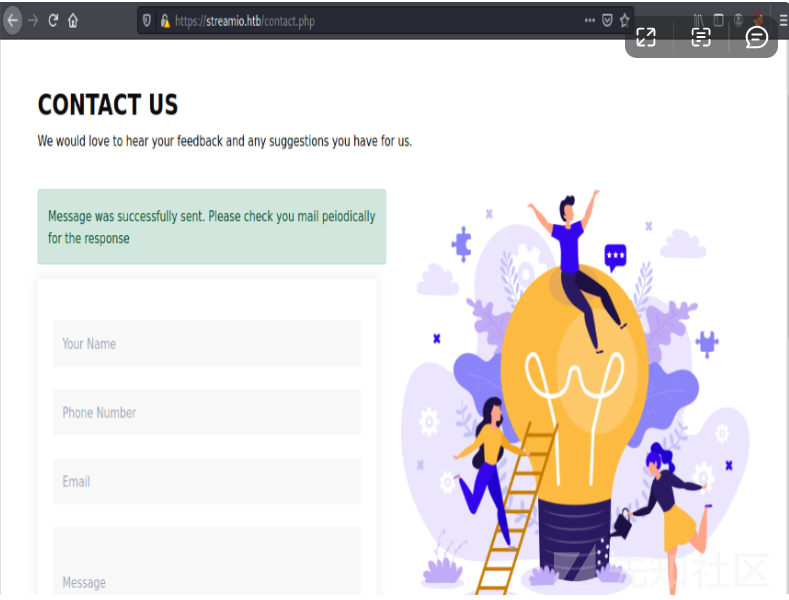 https://streamio.htb/contact.php
CONTACT US
We would love to hear your feedback and any suggestions you have for us.
Message was successfully sent. Please check you mail peiodically
for the response
Your Name
Phone Number
Email
Message
***
先知社区